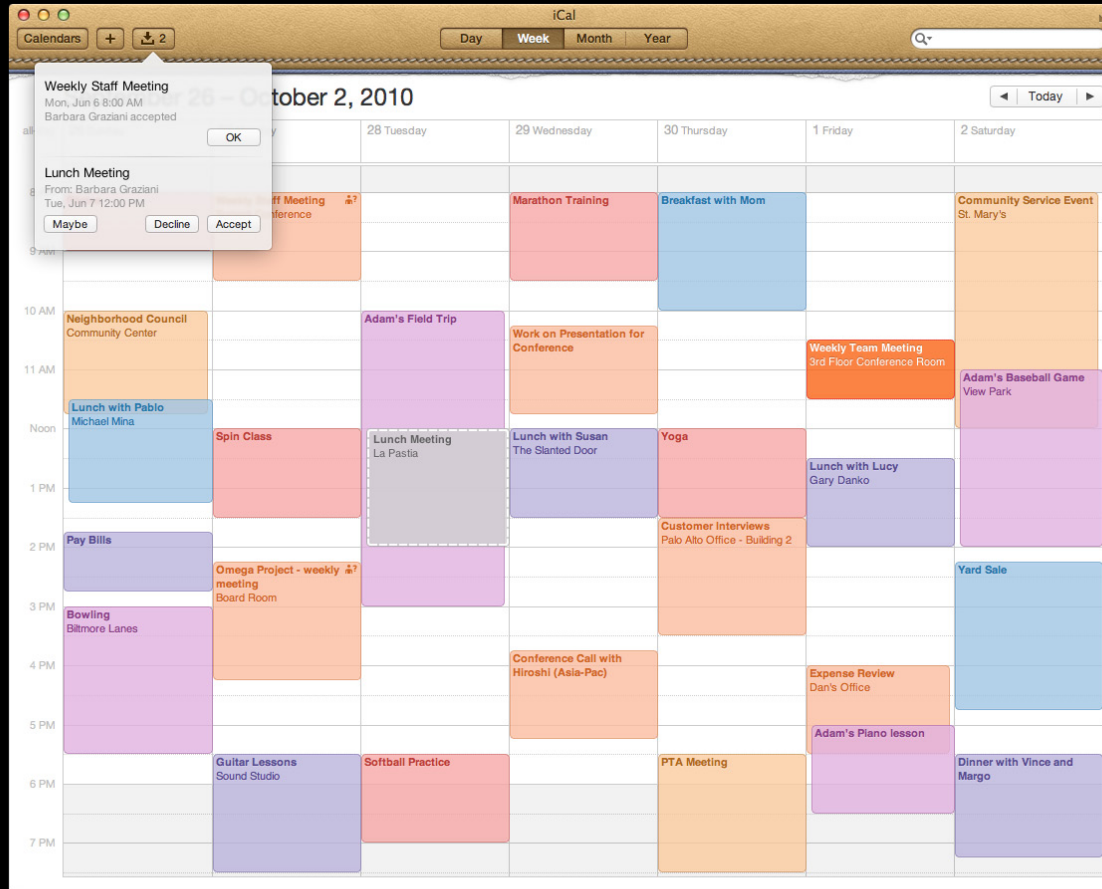 iCal
Calendars + 2 Day Week Month Year
Weekly Staff Meeting
Mon, Jun 6 8:00 AM
Barbara Graziani accepted
OK
Lunch Meeting
From: Barbara Graziani
Tue, Jun 7 12:00 PM
Maybe Decline Accept
26 – October 2, 2010
Today
28 Tuesday
29 Wednesday
30 Thursday
1 Friday
2 Saturday
9 AM
10 AM
11 AM
Noon
1 PM
2 PM
3 PM
4 PM
5 PM
6 PM
7 PM
Neighborhood Council
Community Center
Lunch with Pablo
Michael Mina
Pay Bills
Bowling
Biltmore Lanes
Weekly Staff Meeting
Conference
Spin Class
Omega Project - weekly
meeting
Board Room
Guitar Lessons
Sound Studio
Adam's Field Trip
Lunch Meeting
La Pastia
Softball Practice
Marathon Training
Work on Presentation for
Conference
Lunch with Susan
The Slanted Door
Conference Call with
Hiroshi (Asia-Pac)
Breakfast with Mom
Yoga
Customer Interviews
Palo Alto Office - Building 2
PTA Meeting
Weekly Team Meeting
3rd Floor Conference Room
Lunch with Lucy
Gary Danko
Expense Review
Dan's Office
Adam's Piano lesson
Community Service Event
St. Mary's
Adam's Baseball Game
View Park
Yard Sale
Dinner with Vince and
Margo